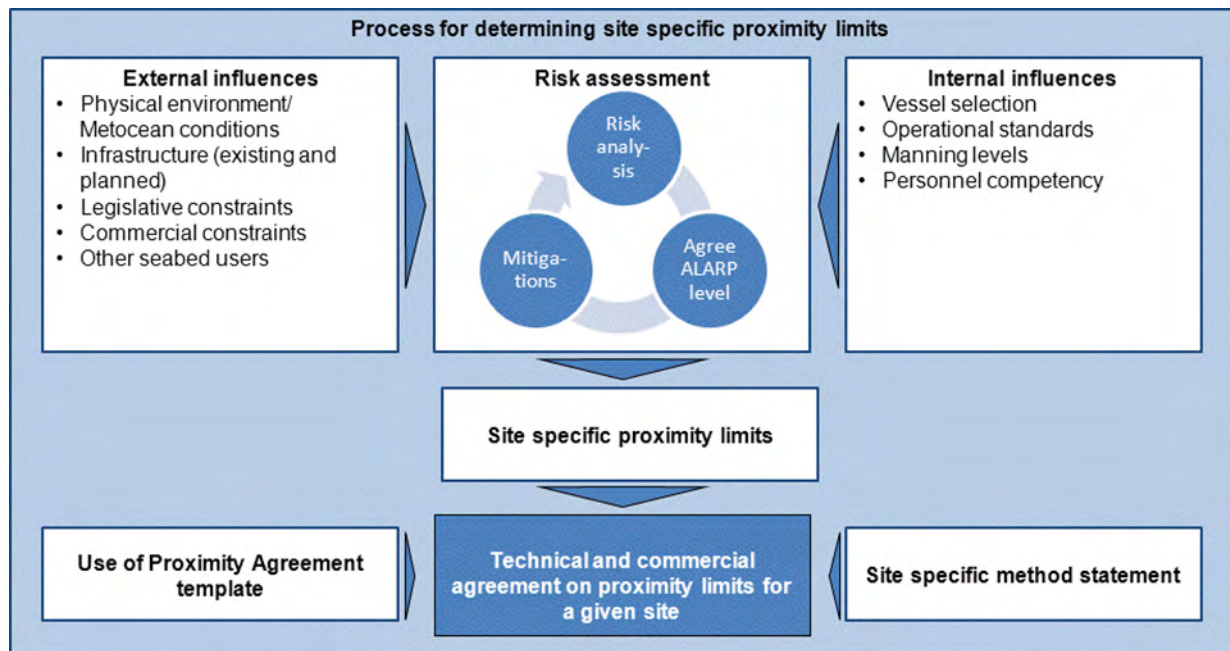 Process for determining site specific proximity limits
External influences
• Physical environment/
Metocean conditions
• Infrastructure (existing and
planned)
• Legislative constraints
• Commercial constraints
• Other seabed users
Risk assessment
Risk
analy-
sis
Mitiga-
tions
Agree
ALARP
level
Internal influences
• Vessel selection
• Operational standards
• Manning levels
• Personnel competency
Site specific proximity limits
Use of Proximity Agreement
template
Technical and commercial
agreement on proximity limits for
a given site
Site specific method statement